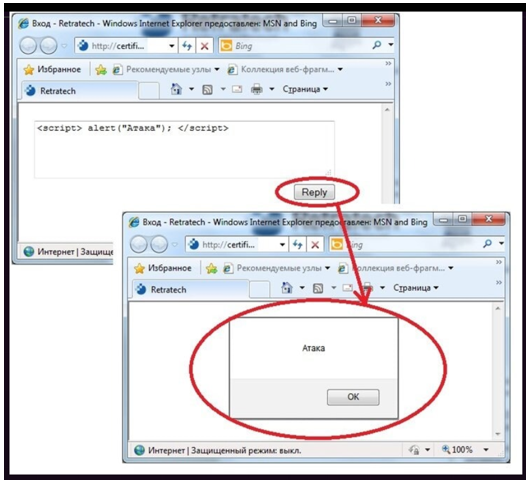 Вход - Retratech - Windows Internet Explorer предоставлен: MSN and Bing
http://certifi...
Bing
Избранное
Рекомендуемые узлы
Коллекция веб-фрагм...
Retratech
Страница
<script> alert("Атака"); </script>
Reply
Интернет | Защище
Вход - Retratech - Windows Internet Explorer предоставлен: MSN and Bing
http://certifi...
Bing
Избранное
Рекомендуемые узлы
Коллекция веб-фрагм...
Retratech
Страница
Атака
OK
Интернет | Защищенный режим: выкл.
100%